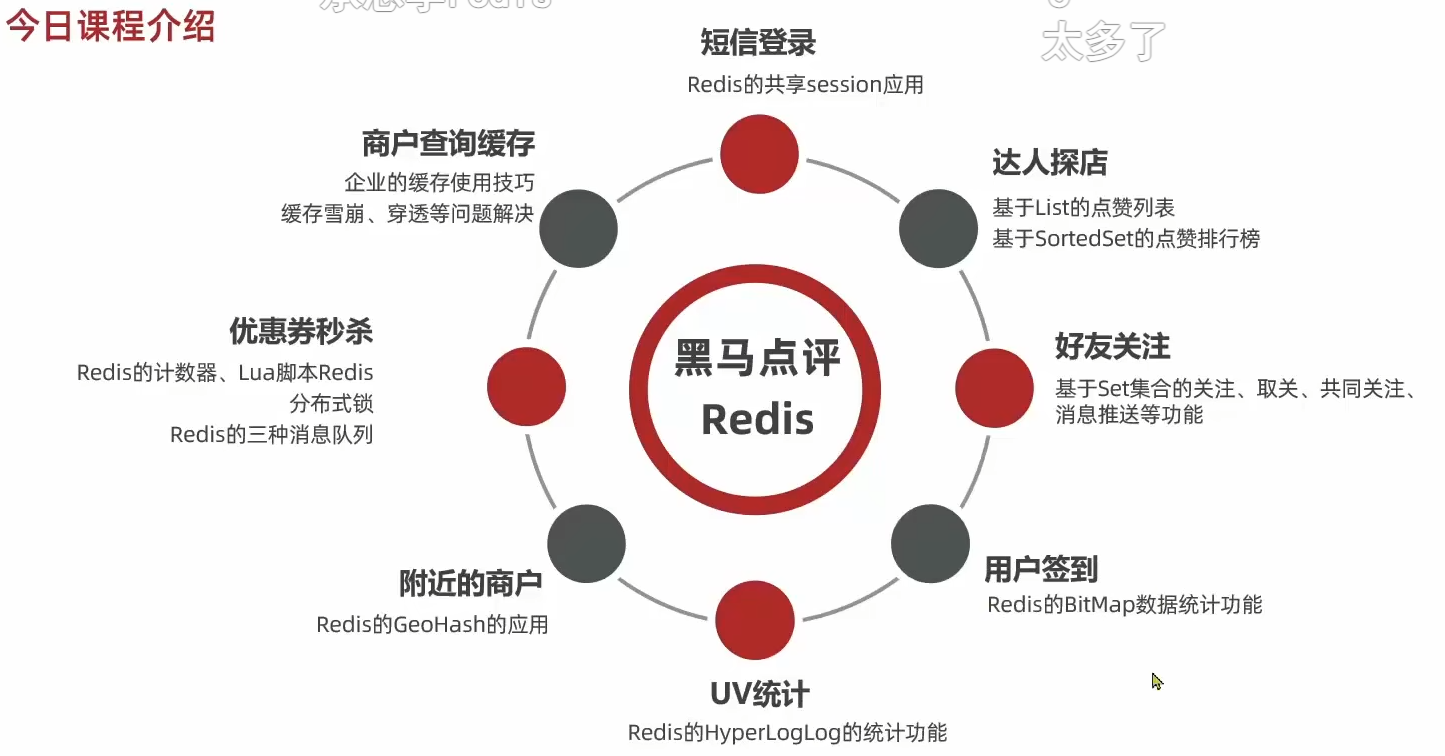 今日课程介绍
太多了
短信登录
Redis的共享session应用
商户查询缓存
企业的缓存使用技巧
缓存雪崩、穿透等问题解决
达人探店
基于List的点赞列表
基于SortedSet的点赞排行榜
优惠券秒杀
Redis的计数器、Lua脚本Redis
分布式锁
Redis的三种消息队列
黑马点评
Redis
好友关注
基于Set集合的关注、取关、共同关注、
消息推送等功能
附近的商户
Redis的GeoHash的应用
用户签到
Redis的BitMap数据统计功能
UV统计
Redis的HyperLogLog的统计功能